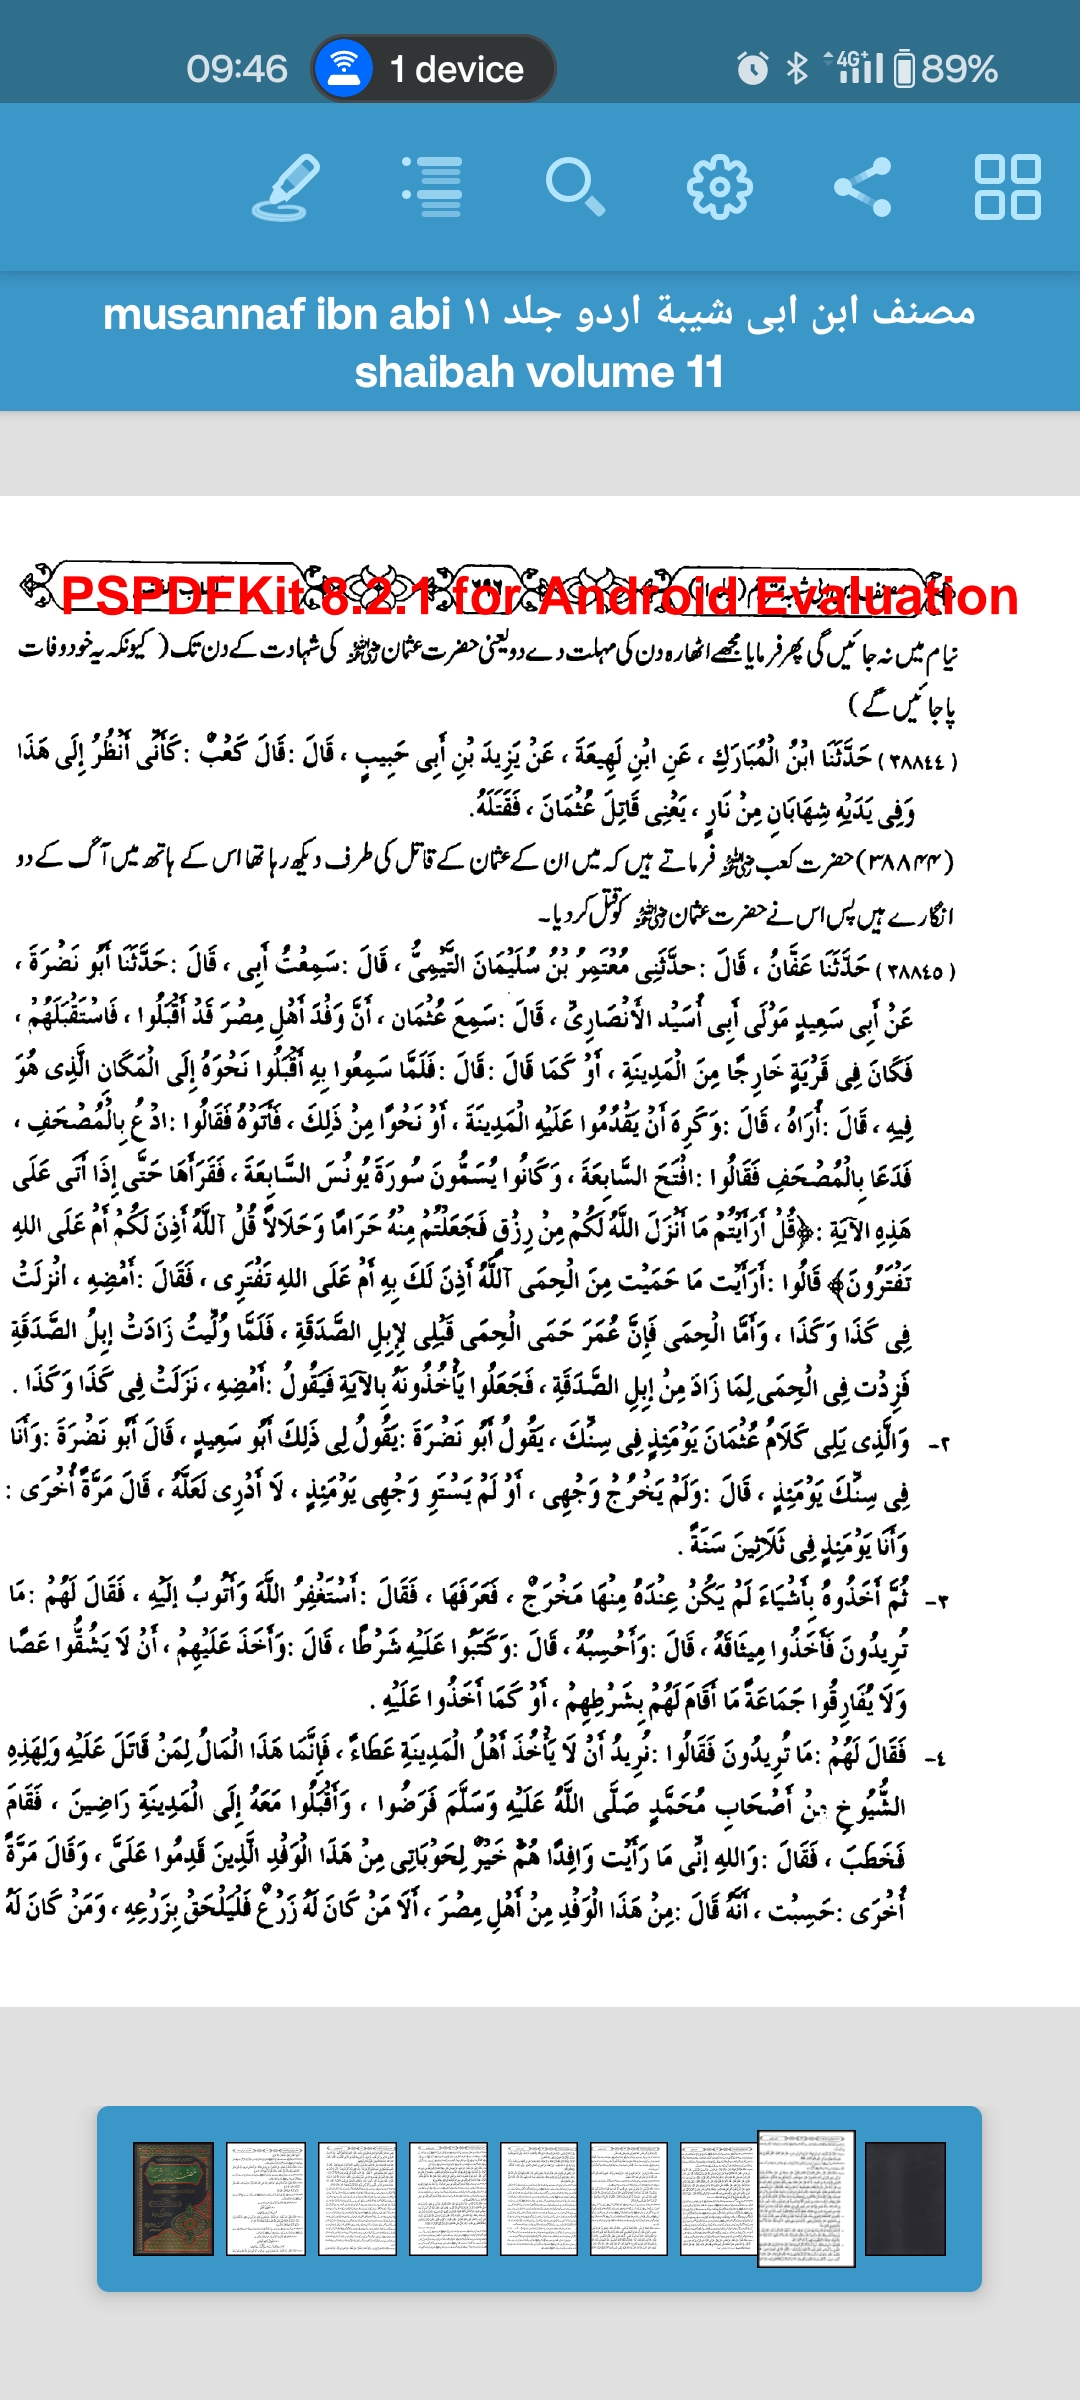 09:46
1 device
4G+
89%
musannaf ibn abi مصنف ابن ابی شیبة اردو جلد ۱۱
shaibah volume 11
PSPDFKit 8.2.1 for Android Evaluation
نیام میں نہ جائیں گی پھر فرمایا مجھے اٹھارہ دن کی مہلت دے دو یعنی حضرت عثمان رضی اللہ عنہ کی شہادت کے دن تک (کیونکہ یہ خود وفات
پا جائیں گے)
(٣٨٨٤٤) حَدَّثَنَا ابْنُ الْمُبَارَكِ ، عَنِ ابْنِ لَهِيعَةَ ، عَنْ يَزِيدَ بْنِ أَبِى حَبِيبٍ ، قَالَ :قَالَ كَعْبٌ :كَأَنِّى أَنْظُرُ إِلَى هَذَا
وَفِى يَدَيْهِ شِهَابَانِ مِنْ نَارٍ ، يَعْنِى قَاتِلَ عُثْمَانَ ، فَقَتَلَهُ.
(۳۸۸۴۴) حضرت کعب رضی اللہ عنہ فرماتے ہیں کہ میں ان کے عثمان کے قاتل کی طرف دیکھ رہا تھا اس کے ہاتھ میں آگ کے دو
انگارے ہیں پس اس نے حضرت عثمان رضی اللہ عنہ کو قتل کر دیا۔
(٣٨٨٤٥) حَدَّثَنَا عَفَّانُ ، قَالَ :حدَّثَنِى مُعْتَمِرُ بْنُ سُلَيْمَانَ التَّيْمِىُّ ، قَالَ :سَمِعْتُ أَبِى ، قَالَ :حَدَّثَنَا أَبُو نَضْرَةَ ،
عَنْ أَبِى سَعِيدٍ مَوْلَى أَبِى أُسَيْدٍ الأَنْصَارِىِّ ، قَالَ :سَمِعَ عُثْمَان ، أَنَّ وَفْدَ أَهْلِ مِصْرَ قَدْ أَقْبَلُوا ، فَاسْتَقْبَلَهُمْ ،
فَكَانَ فِى قَرْيَةٍ خَارِجًا مِنَ الْمَدِينَةِ ، أَوْ كَمَا قَالَ :قَالَ :فَلَمَّا سَمِعُوا بِهِ أَقْبَلُوا نَحْوَهُ إِلَى الْمَكَانِ الَّذِى هُوَ
فِيهِ ، قَالَ :أُرَاهُ ، قَالَ :وَكَرِهَ أَنْ يَقْدُمُوا عَلَيْهِ الْمَدِينَةَ ، أَوْ نَحْوًا مِنْ ذَلِكَ ، فَأَتَوْهُ فَقَالُوا :ادْعُ بِالْمُصْحَفِ ،
فَدَعَا بِالْمُصْحَفِ فَقَالُوا :افْتَحَ السَّابِعَةَ ، وَكَانُوا يُسَمُّونَ سُورَةَ يُونُسَ السَّابِعَةَ ، فَقَرَأَهَا حَتَّى إِذَا أَتَى عَلَى
هَذِهِ الآيَةِ :﴿قُلْ أَرَأَيْتُمْ مَا أَنْزَلَ اللَّهُ لَكُمْ مِنْ رِزْقٍ فَجَعَلْتُمْ مِنْهُ حَرَامًا وَحَلَالاً قُلْ آللَّهُ أَذِنَ لَكُمْ أَمْ عَلَى اللهِ
تَفْتَرُونَ﴾ قَالُوا :أَرَأَيْت مَا حَمَيْت مِنَ الْحِمَى آللَّهُ أَذِنَ لَكَ بِهِ أَمْ عَلَى اللهِ تَفْتَرِى ، فَقَالَ :أَمْضِهِ ، أُنْزِلَتْ
فِى كَذَا وَكَذَا ، وَأَمَّا الْحِمَى فَإِنَّ عُمَرَ حَمَى الْحِمَى قَبْلِى لِإِبِلِ الصَّدَقَةِ ، فَلَمَّا وُلِّيتُ زَادَتْ إِبِلُ الصَّدَقَةِ
فَزِدْت فِى الْحِمَى لِمَا زَادَ مِنْ إِبِلِ الصَّدَقَةِ ، فَجَعَلُوا يَأْخُذُونَهُ بِالآيَةِ فَيَقُولُ :أَمْضِهِ ، نَزَلَتْ فِى كَذَا وَكَذَا .
٢- وَالَّذِى يَلِى كَلاَمُ عُثْمَانَ يَوْمَئِذٍ فِى سِنِّكَ ، يَقُولُ أَبُو نَضْرَةَ :يَقُولُ لِى ذَلِكَ أَبُو سَعِيدٍ ، قَالَ أَبُو نَضْرَةَ :وَأَنَا
فِى سِنِّكَ يَوْمَئِذٍ ، قَالَ :وَلَمْ يَخْرُجْ وَجْهِى ، أَوْ لَمْ يَسْتَوِ وَجْهِى يَوْمَئِذٍ ، لَا أَدْرِى لَعَلَّهُ ، قَالَ مَرَّةً أُخْرَى :
وَأَنَا يَوْمَئِذٍ فِى ثَلَاثِينَ سَنَةً .
٣- ثُمَّ أَخَذُوهُ بِأَشْيَاءَ لَمْ يَكُنْ عِنْدَهُ مِنْهَا مَخْرَجٌ ، فَعَرَفَهَا ، فَقَالَ :أَسْتَغْفِرُ اللَّهَ وَأَتُوبُ إِلَيْهِ ، فَقَالَ لَهُمْ :مَا
تُرِيدُونَ فَأَخَذُوا مِيثَاقَهُ ، قَالَ :وَأَحْسِبُهُ ، قَالَ :وَكَتَبُوا عَلَيْهِ شَرْطًا ، قَالَ :وَأَخَذَ عَلَيْهِمْ ، أَنْ لَا يَشُقُّوا عَصًا
وَلَا يُفَارِقُوا جَمَاعَةً مَا أَقَامَ لَهُمْ بِشَرْطِهِمْ ، أَوْ كَمَا أَخَذُوا عَلَيْهِ .
٤- فَقَالَ لَهُمْ :مَا تُرِيدُونَ فَقَالُوا :نُرِيدُ أَنْ لَا يَأْخُذَ أَهْلُ الْمَدِينَةِ عَطَاءً ، فَإِنَّمَا هَذَا الْمَالُ لِمَنْ قَاتَلَ عَلَيْهِ وَلِهَذِهِ
الشُّيُوخِ مِنْ أَصْحَابِ مُحَمَّدٍ صَلَّى اللَّهُ عَلَيْهِ وَسَلَّمَ فَرَضُوا ، وَأَقْبَلُوا مَعَهُ إِلَى الْمَدِينَةِ رَاضِينَ ، فَقَامَ
فَخَطَبَ ، فَقَالَ :وَاللهِ إِنِّى مَا رَأَيْت وَافِدًا هُمْ خَيْرٌ لِحَوْبَاتِى مِنْ هَذَا الْوَفْدِ الَّذِينَ قَدِمُوا عَلَىَّ ، وَقَالَ مَرَّةً
أُخْرَى :حَسِبْت ، أَنَّهُ قَالَ :مِنْ هَذَا الْوَفْدِ مِنْ أَهْلِ مِصْرَ ، أَلَا مَنْ كَانَ لَهُ زَرْعٌ فَلْيَلْحَقْ بِزَرْعِهِ ، وَمَنْ كَانَ لَهُ